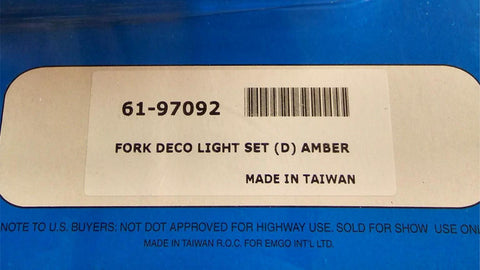 61-97092
FORK DECO LIGHT SET (D) AMBER
MADE IN TAIWAN
NOTE TO U.S. BUYERS: NOT DOT APPROVED FOR HIGHWAY USE. SOLD FOR SHOW USE ONL
MADE IN TAIWAN R.O.C. FOR EMGO INT'L LTD.